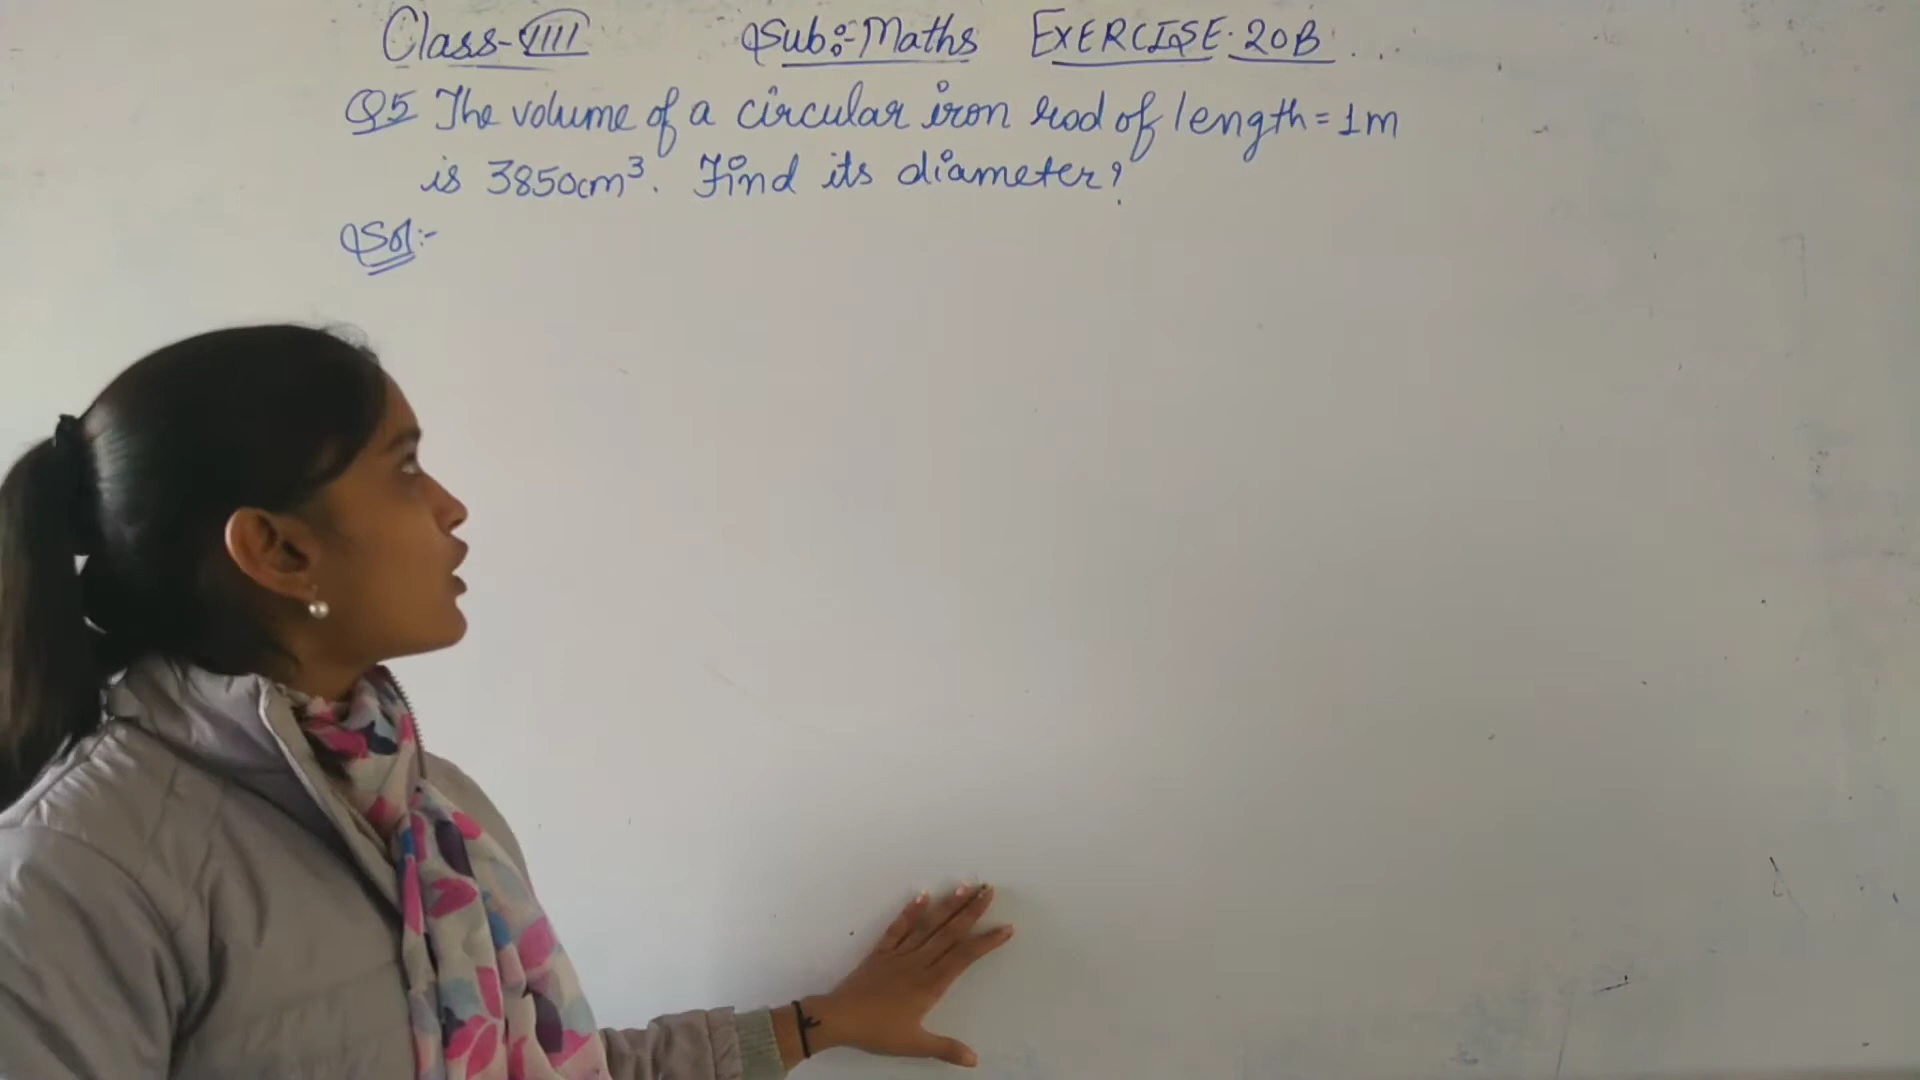 Class-VIII Sub:-Maths EXERCISE.20B...
Q5 The volume of a circular iron rod of length=1m
is 3850cm³. Find its diameter?
Sol:-